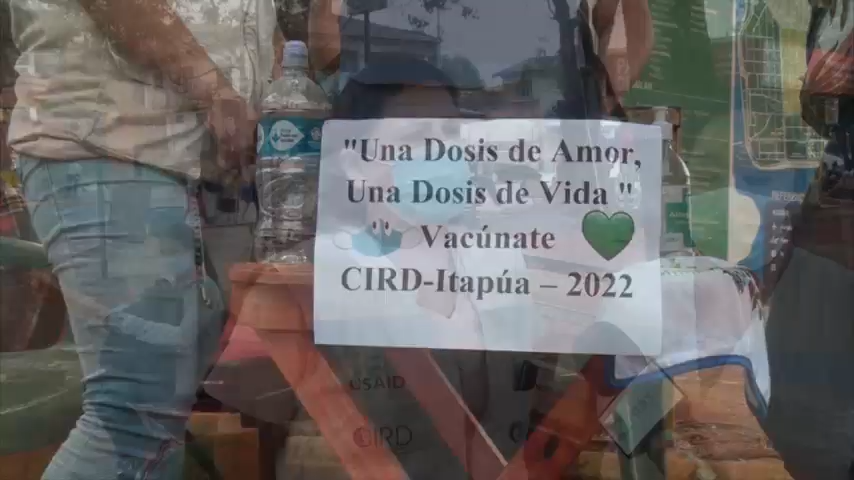 "Una Dosis de Amor,
Una Dosis de Vida "
Vacúnate
CIRD-Itapúa – 2022
USAID
CIRD